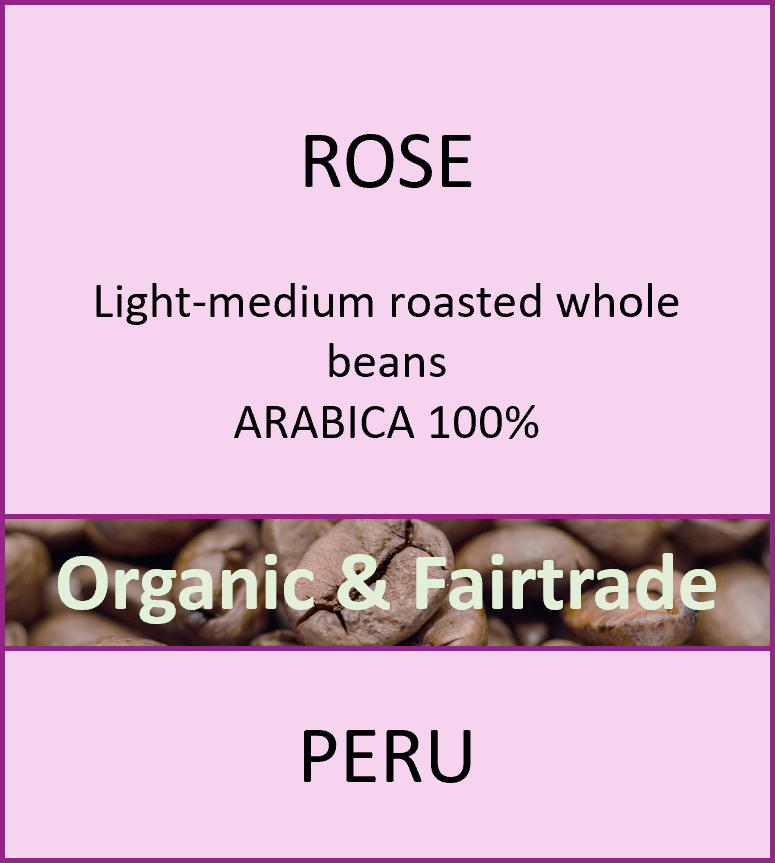 ROSE
Light-medium roasted whole
beans
ARABICA 100%
Organic & Fairtrade
PERU